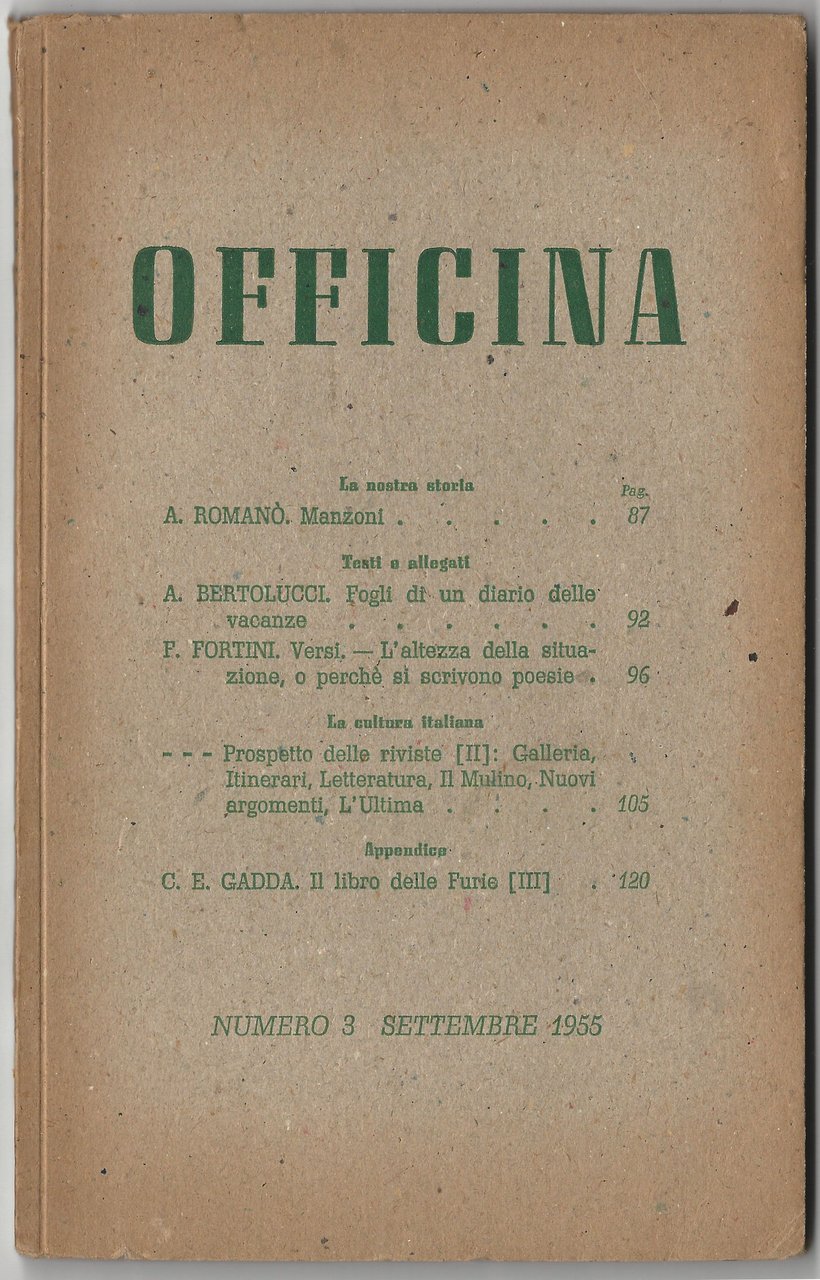 OFFICINA
La nostra storia
Pag.
A. ROMANÒ. Manzoni . . . . . 87
Testi e allegati
A. BERTOLUCCI. Fogli di un diario delle
vacanze . . . . . . 92
F. FORTINI. Versi. — L'altezza della situa-
zione, o perchè si scrivono poesie . 96
La cultura italiana
- - - Prospetto delle riviste [II]: Galleria,
Itinerari, Letteratura, Il Mulino, Nuovi
argomenti, L'Ultima . . . . 105
Appendice
C. E. GADDA. Il libro delle Furie [III] . 120
NUMERO 3 SETTEMBRE 1955